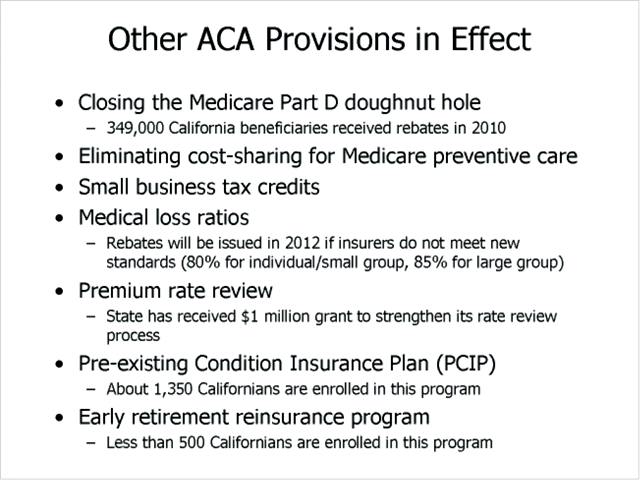 Other ACA Provisions in Effect
• Closing the Medicare Part D doughnut hole
– 349,000 California beneficiaries received rebates in 2010
• Eliminating cost-sharing for Medicare preventive care
• Small business tax credits
• Medical loss ratios
– Rebates will be issued in 2012 if insurers do not meet new
standards (80% for individual/small group, 85% for large group)
• Premium rate review
– State has received $1 million grant to strengthen its rate review
process
• Pre-existing Condition Insurance Plan (PCIP)
– About 1,350 Californians are enrolled in this program
• Early retirement reinsurance program
– Less than 500 Californians are enrolled in this program